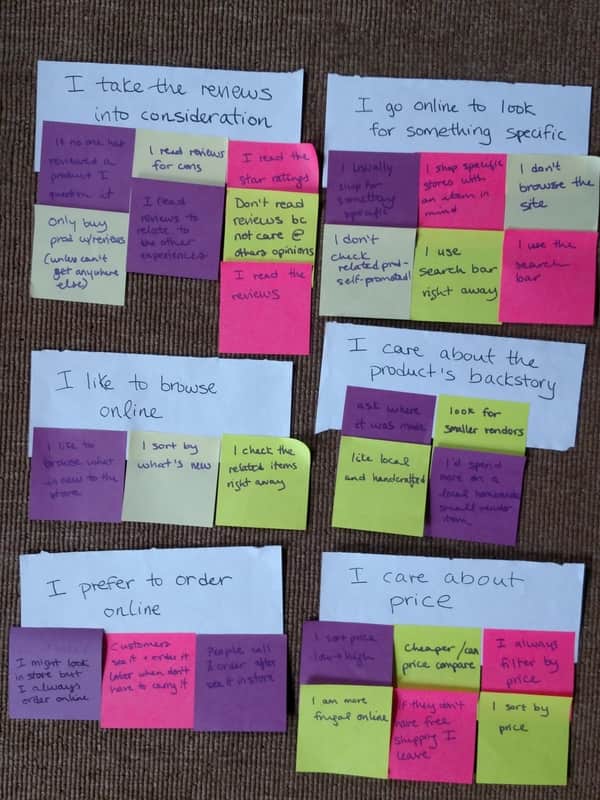 I take the reviews
into consideration
If no one has
reviewed a
product I
question it
I read reviews
for cons
I read the
star ratings
Only buy
prod w/reviews
(unless can't
get anywhere
else)
I read
reviews to
relate to
the other
experiences
Don't read
reviews bc
not care @
others opinions
I read the
reviews
I go online to look
for something specific
I usually
shop for
something
specific
I shop specific
stores with
an item in
mind
I don't
browse the
site
I don't
check
related prod-
self-promoted!
I use
search bar
right away
I use the
search
bar
I like to browse
online
I like to
browse what
is new to the
store
I sort by
what's new
I check the
related items
right away
I care about the
product's backstory
ask where
it was made
look for
smaller vendors
like local
and handcrafted
I'd spend
more on a
local homemade
small vendor
item
I prefer to order
online
I might look
in store but
I always
order online
Customers
see it + order it
later when don't
have to carry it
People call
& order after
see it in store
I care about
price
I sort price
low-high
Cheaper/can
price compare
I always
filter by
price
I am more
frugal online
If they don't
have free
shipping I
leave
I sort by
price